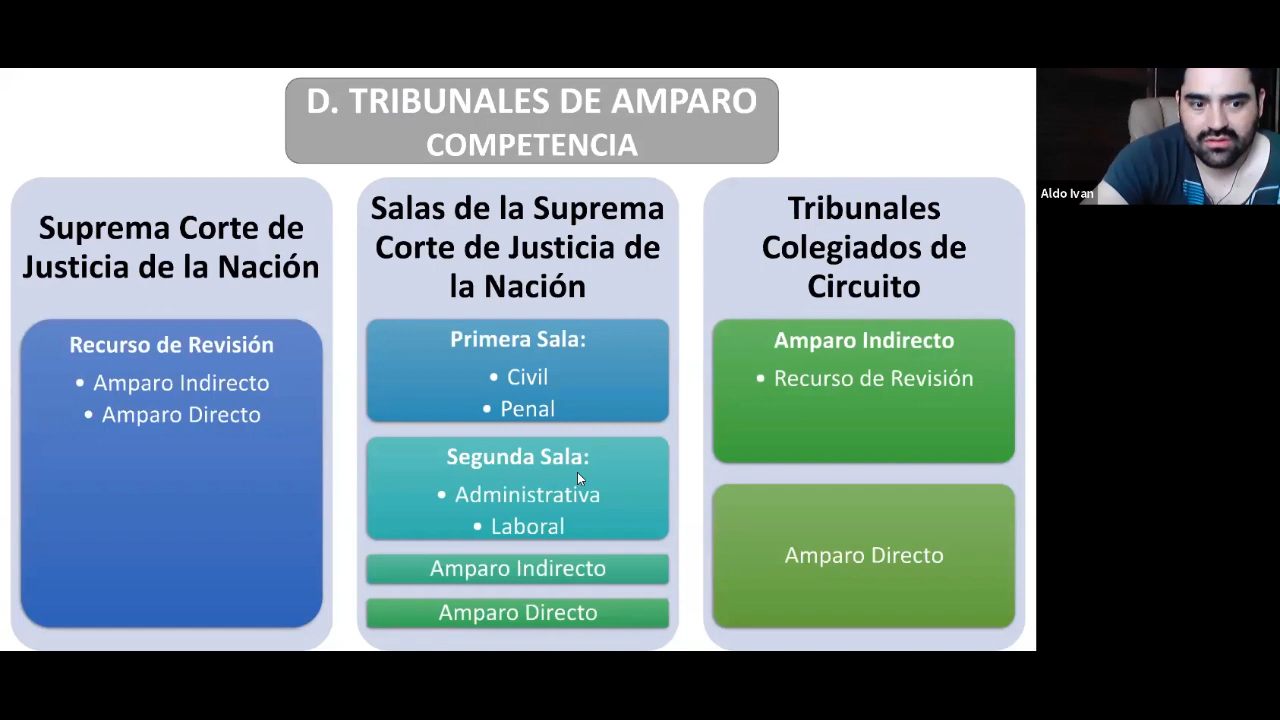 D. TRIBUNALES DE AMPARO
COMPETENCIA
Suprema Corte de
Justicia de la Nación
Recurso de Revisión
• Amparo Indirecto
• Amparo Directo
Salas de la Suprema
Corte de Justicia de
la Nación
Primera Sala:
• Civil
• Penal
Segunda Sala:
• Administrativa
• Laboral
Amparo Indirecto
Amparo Directo
Tribunales
Colegiados de
Circuito
Amparo Indirecto
• Recurso de Revisión
Amparo Directo
Aldo Ivan